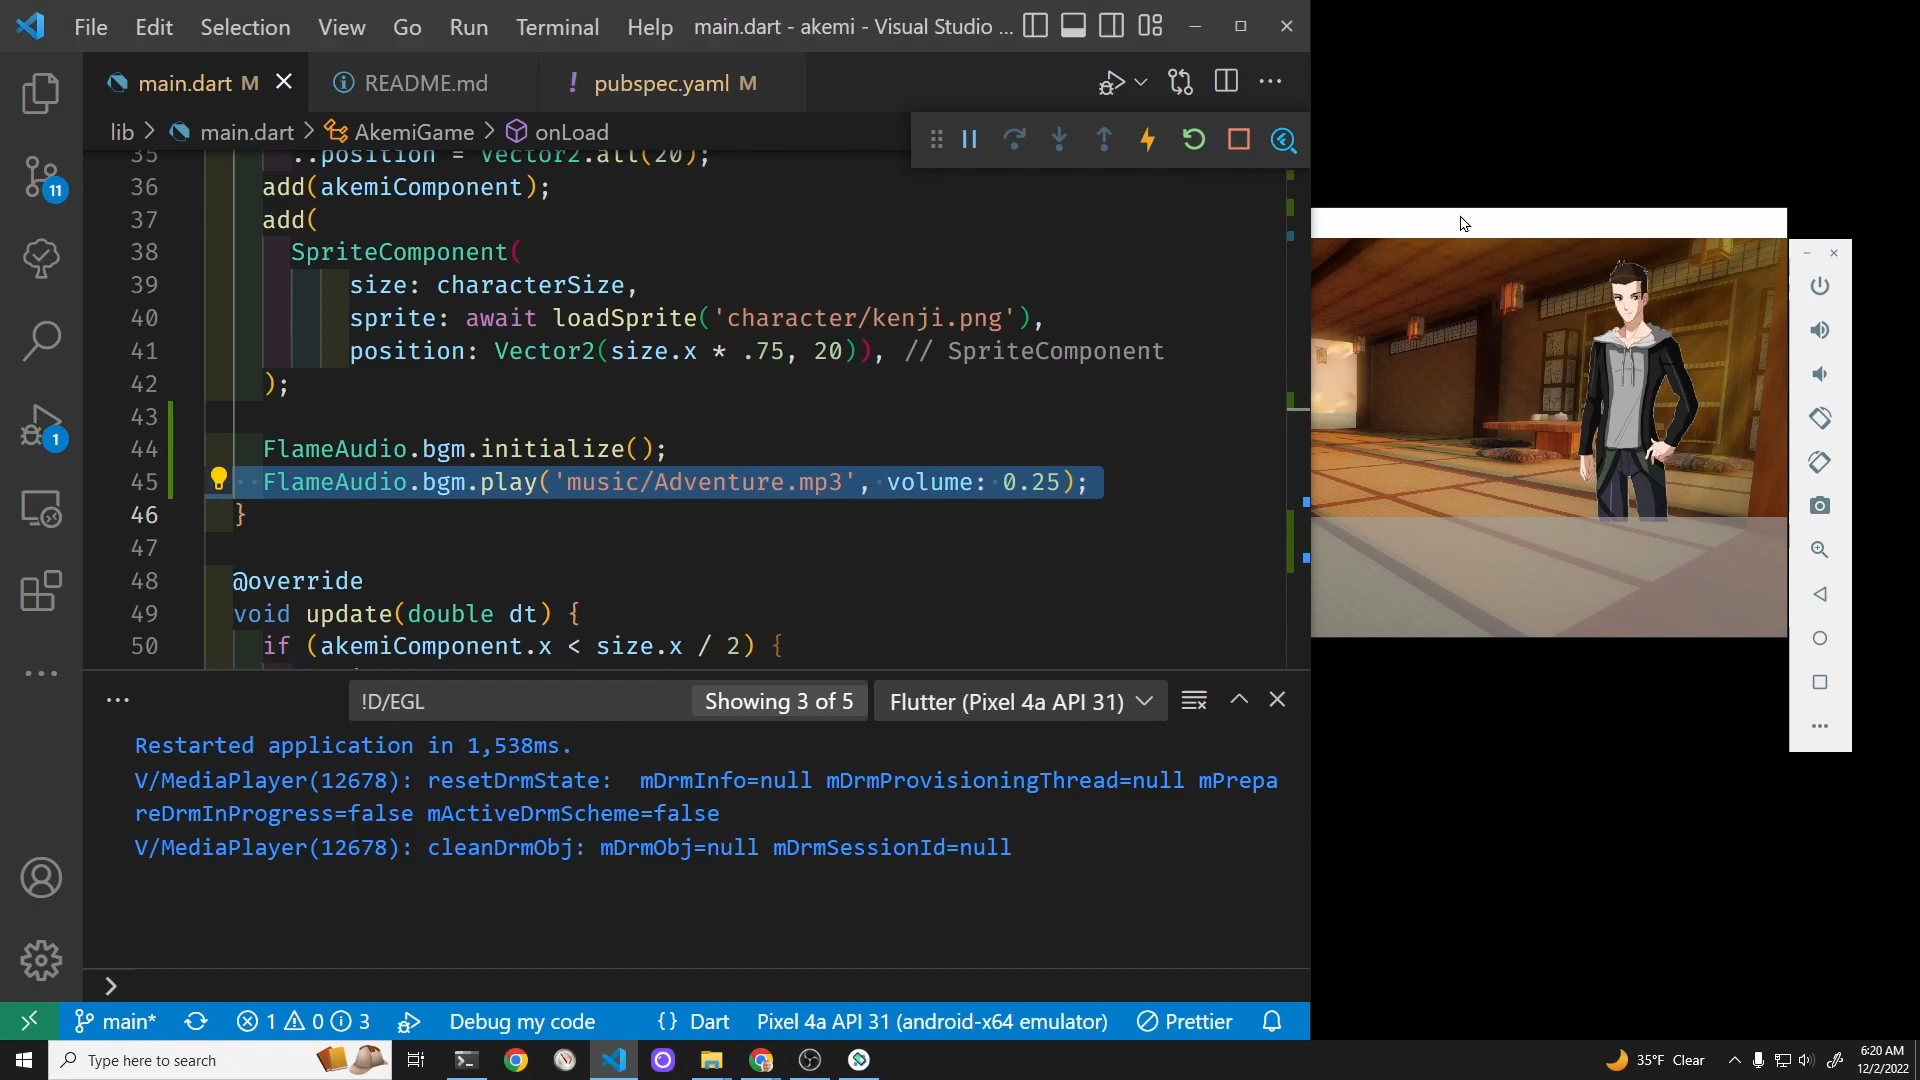 File Edit Selection View Go Run Terminal Help main.dart - akemi - Visual Studio ...
main.dart M README.md ! pubspec.yaml M
lib > main.dart > AkemiGame > onLoad
35 ..position = Vector2.all(20);
36 add(akemiComponent);
37 add(
38 SpriteComponent(
39 size: characterSize,
40 sprite: await loadSprite('character/kenji.png'),
41 position: Vector2(size.x * .75, 20)), // SpriteComponent
42 );
43
44 FlameAudio.bgm.initialize();
45 FlameAudio.bgm.play('music/Adventure.mp3', volume: 0.25);
46 }
47
48 @override
49 void update(double dt) {
50 if (akemiComponent.x < size.x / 2) {
11
1
!D/EGL Showing 3 of 5 Flutter (Pixel 4a API 31)
Restarted application in 1,538ms.
V/MediaPlayer(12678): resetDrmState:  mDrmInfo=null mDrmProvisioningThread=null mPrepa
reDrmInProgress=false mActiveDrmScheme=false
V/MediaPlayer(12678): cleanDrmObj: mDrmObj=null mDrmSessionId=null
main* 1 0 3 Debug my code {} Dart Pixel 4a API 31 (android-x64 emulator) Prettier
Type here to search 35°F Clear 6:20 AM
12/2/2022